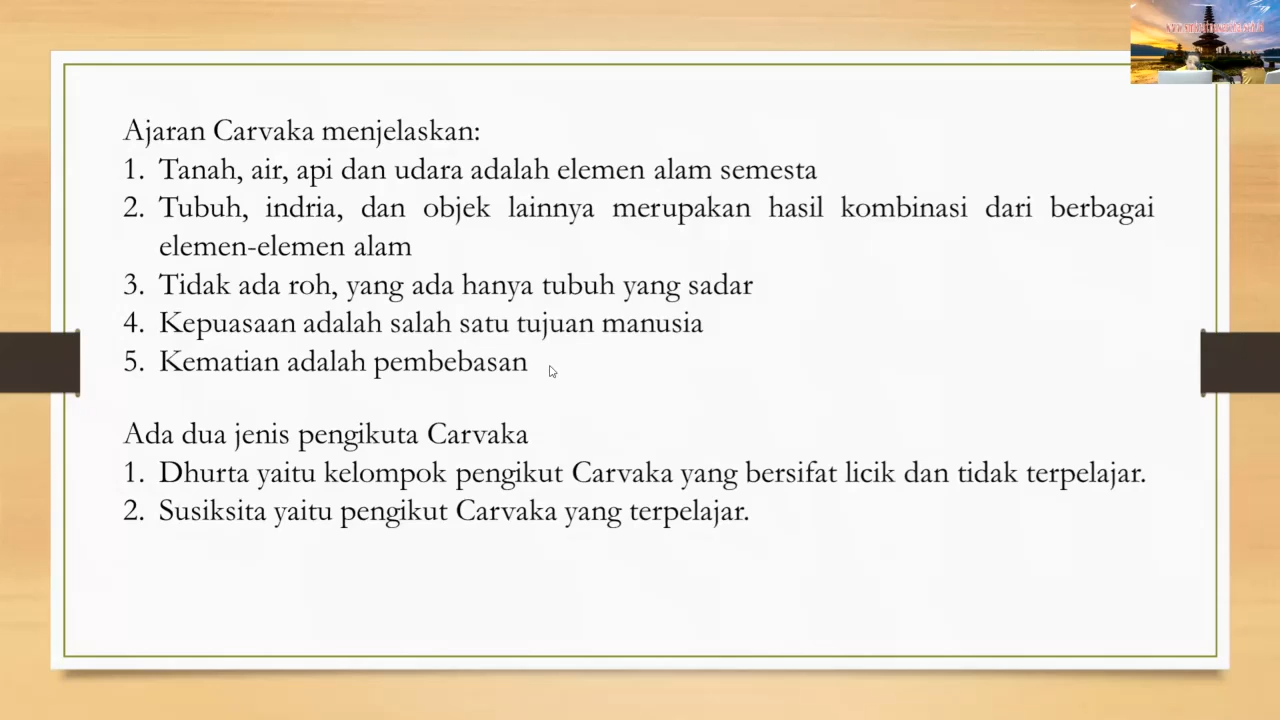 Ajaran Carvaka menjelaskan:
1. Tanah, air, api dan udara adalah elemen alam semesta
2. Tubuh, indria, dan objek lainnya merupakan hasil kombinasi dari berbagai
elemen-elemen alam
3. Tidak ada roh, yang ada hanya tubuh yang sadar
4. Kepuasaan adalah salah satu tujuan manusia
5. Kematian adalah pembebasan
Ada dua jenis pengikuta Carvaka
1. Dhurta yaitu kelompok pengikut Carvaka yang bersifat licik dan tidak terpelajar.
2. Susiksita yaitu pengikut Carvaka yang terpelajar.